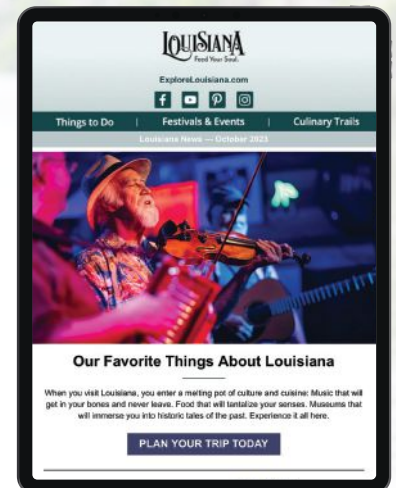 LOUISIANA
Feed Your Soul.
ExploreLouisiana.com
Things to Do | Festivals & Events | Culinary Trails
Louisiana News — October 2023
Our Favorite Things About Louisiana
When you visit Louisiana, you enter a melting pot of culture and cuisine: Music that will
get in your bones and never leave. Food that will tantalize your senses. Museums that
will immerse you into historic tales of the past. Experience it all here.
PLAN YOUR TRIP TODAY